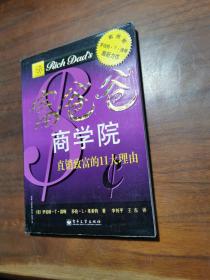 Rich Dad's
富爸爸
商学院
直销致富的11大理由
[美] 罗伯特·T·清崎 莎伦·L·莱希特 著 李钊平 王东 译
电子工业出版社